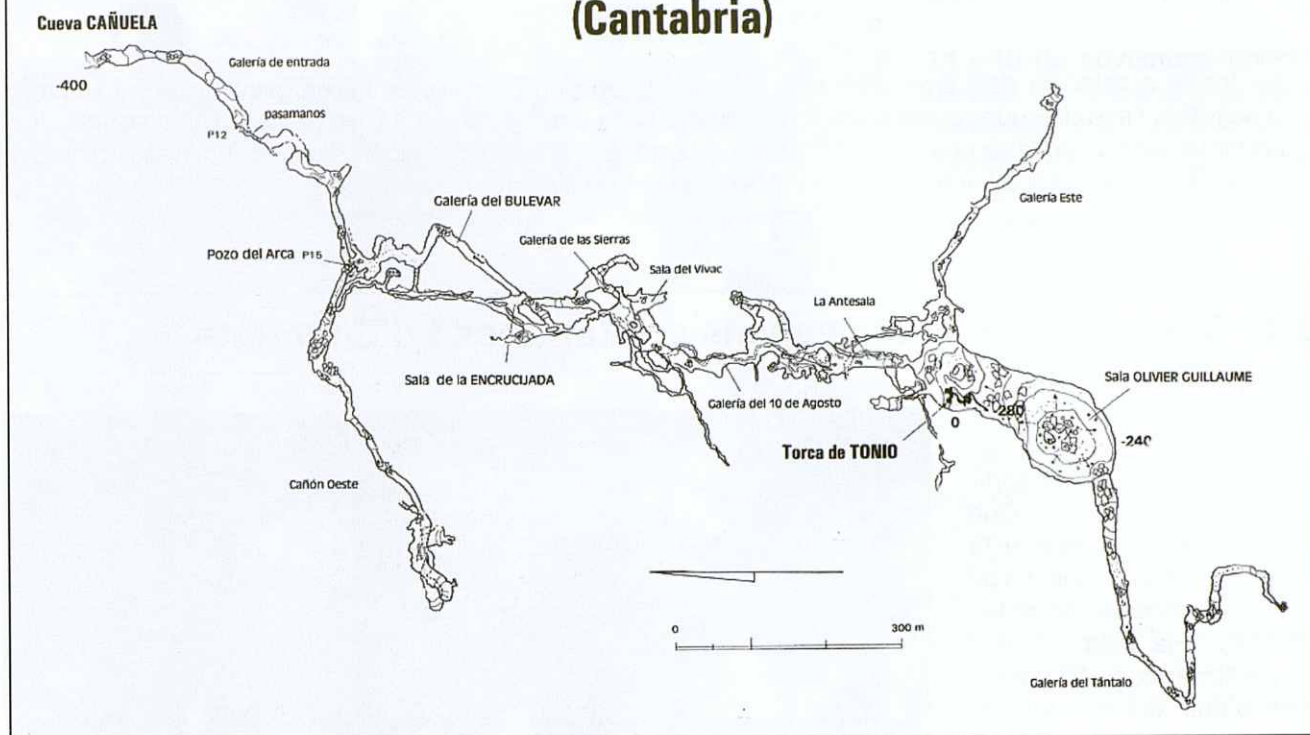 (Cantabria)
Cueva CAÑUELA
-400
Galería de entrada
pasamanos
P12
Galería Este
Galería del BULEVAR
Pozo del Arca P15
Galería de las Sierras
Sala del Vivac
La Antesala
Sala de la ENCRUCIJADA
Galería del 10 de Agosto
Sala OLIVIER GUILLAUME
-280
0
-240
Torca de TONIO
Cañón Oeste
0 300 m
Galería del Tántalo